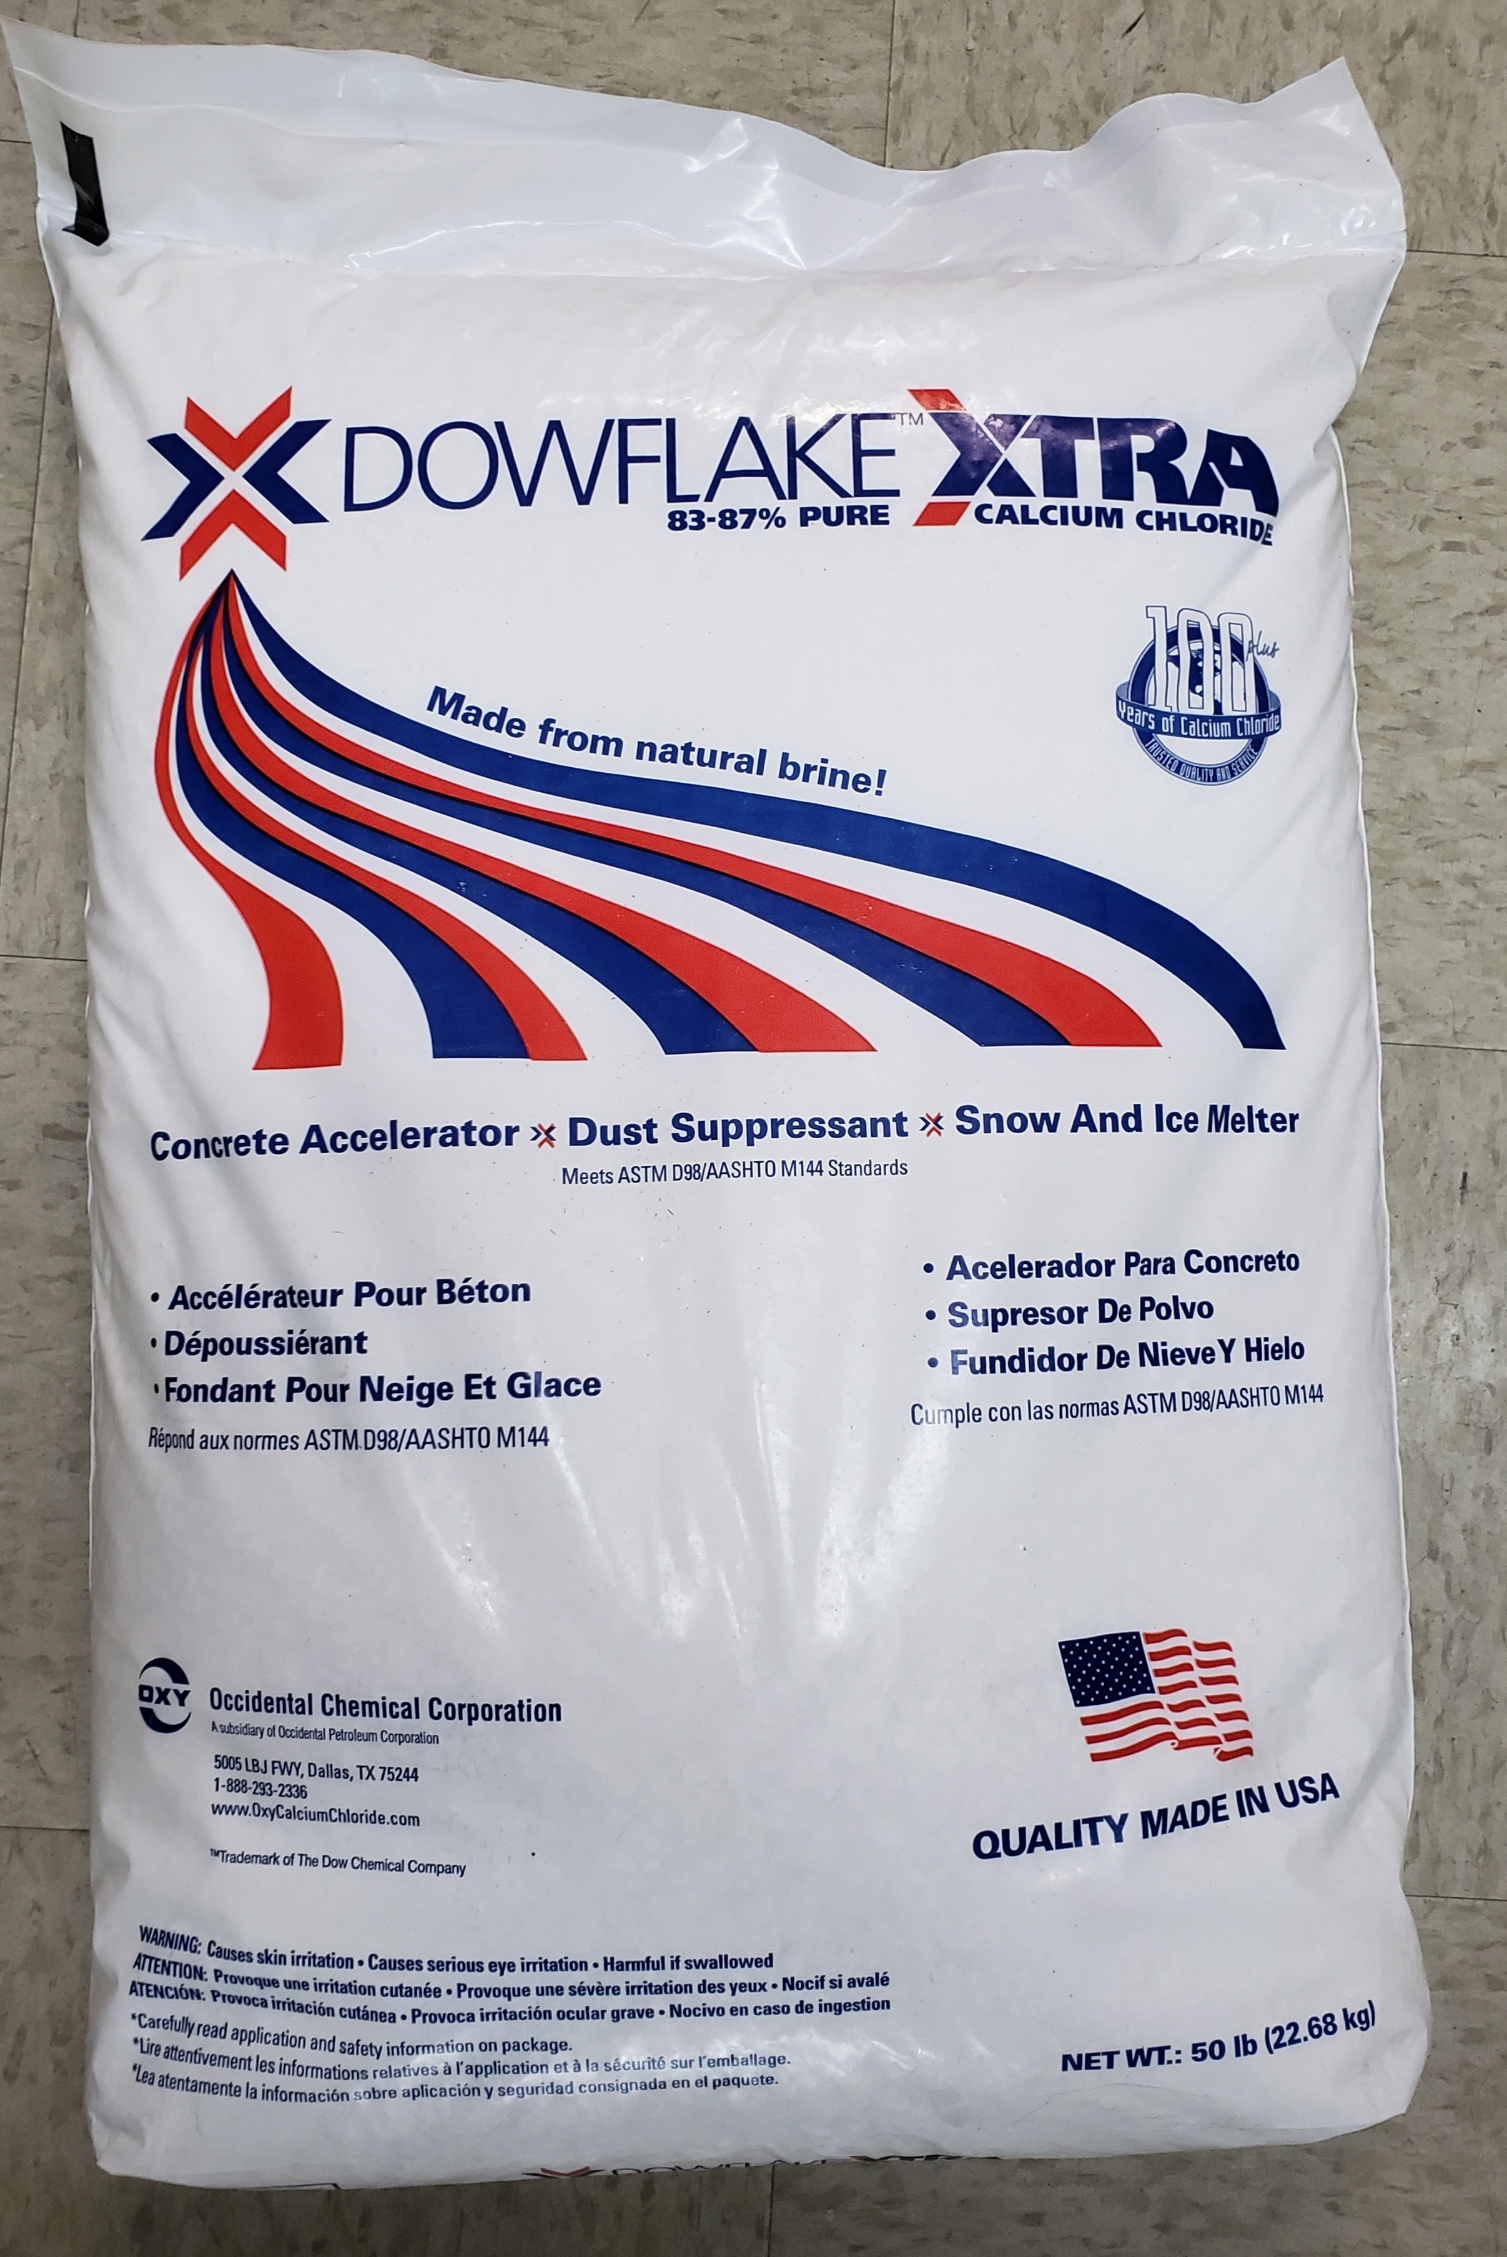 DOWFLAKE™ XTRA
83-87% PURE CALCIUM CHLORIDE
100 plus
Years of Calcium Chloride
TRUSTED QUALITY AND SERVICE
Made from natural brine!
Concrete Accelerator Dust Suppressant Snow And Ice Melter
Meets ASTM D98/AASHTO M144 Standards
• Accélérateur Pour Béton
• Dépoussiérant
• Fondant Pour Neige Et Glace
Répond aux normes ASTM D98/AASHTO M144
• Acelerador Para Concreto
• Supresor De Polvo
• Fundidor De Nieve Y Hielo
Cumple con las normas ASTM D98/AASHTO M144
OXY
Occidental Chemical Corporation
A subsidiary of Occidental Petroleum Corporation
5005 LBJ FWY, Dallas, TX 75244
1-888-293-2336
www.OxyCalciumChloride.com
™Trademark of The Dow Chemical Company
QUALITY MADE IN USA
WARNING: Causes skin irritation • Causes serious eye irritation • Harmful if swallowed
ATTENTION: Provoque une irritation cutanée • Provoque une sévère irritation des yeux • Nocif si avalé
ATENCIÓN: Provoca irritación cutánea • Provoca irritación ocular grave • Nocivo en caso de ingestion
*Carefully read application and safety information on package.
*Lire attentivement les informations relatives à l'application et à la sécurité sur l'emballage.
*Lea atentamente la información sobre aplicación y seguridad consignada en el paquete.
NET WT.: 50 lb (22.68 kg)
DOWFLAKE XTRA